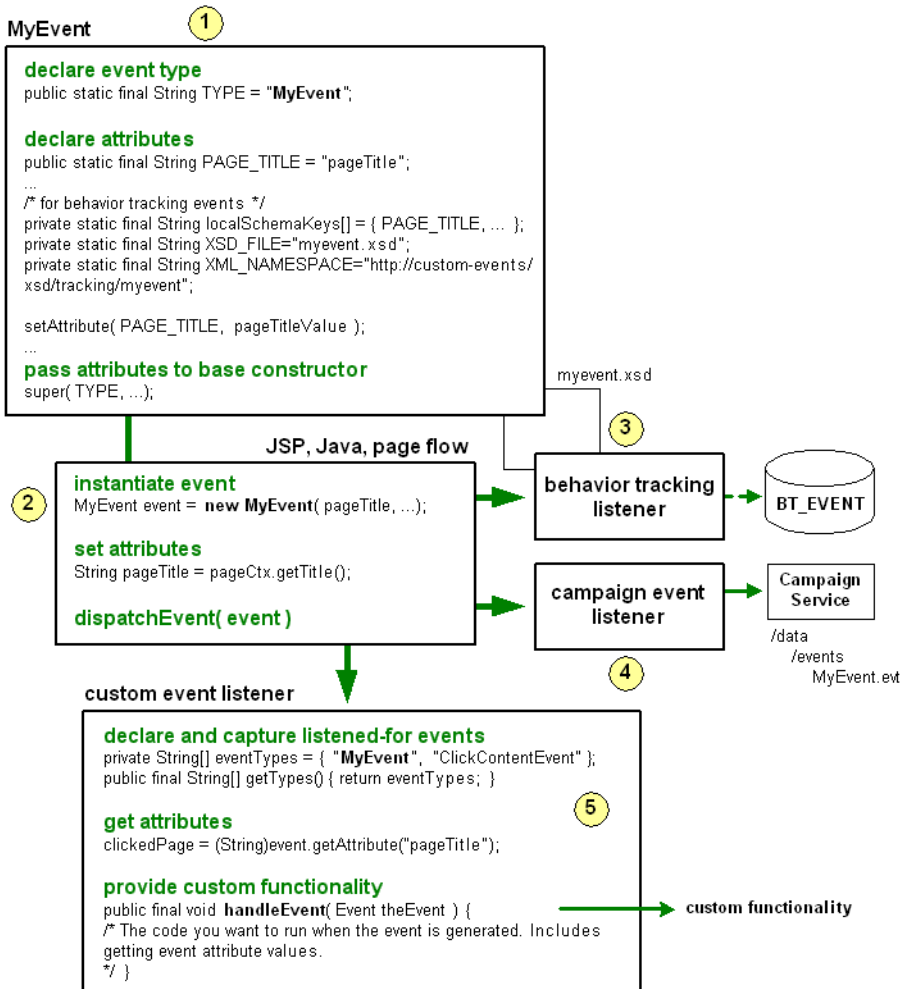 MyEvent
1
declare event type
public static final String TYPE = "MyEvent";
declare attributes
public static final String PAGE_TITLE = "pageTitle";
...
/* for behavior tracking events */
private static final String localSchemaKeys[] = { PAGE_TITLE, ... };
private static final String XSD_FILE="myevent.xsd";
private static final String XML_NAMESPACE="http://custom-events/
xsd/tracking/myevent";
setAttribute( PAGE_TITLE, pageTitleValue );
...
pass attributes to base constructor
super( TYPE, ...);
myevent.xsd
JSP, Java, page flow
2
instantiate event
MyEvent event = new MyEvent( pageTitle, ...);
set attributes
String pageTitle = pageCtx.getTitle();
dispatchEvent( event )
3
behavior tracking
listener
BT_EVENT
campaign event
listener
4
Campaign
Service
/data
/events
MyEvent.evt
custom event listener
declare and capture listened-for events
private String[] eventTypes = { "MyEvent", "ClickContentEvent" };
public final String[] getTypes() { return eventTypes; }
5
get attributes
clickedPage = (String)event.getAttribute("pageTitle");
provide custom functionality
public final void handleEvent( Event theEvent ) {
/* The code you want to run when the event is generated. Includes
getting event attribute values.
*/ }
custom functionality